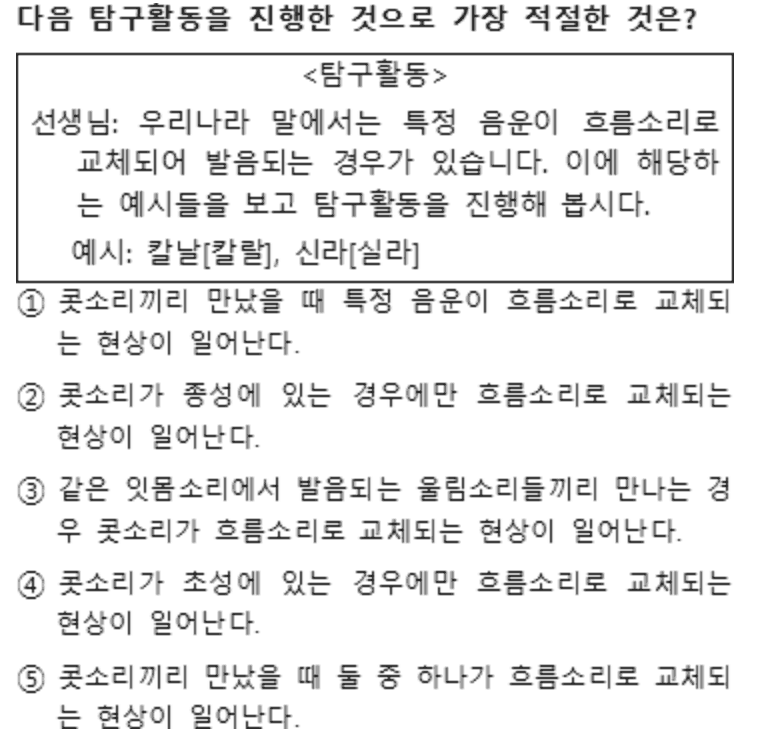 다음 탐구활동을 진행한 것으로 가장 적절한 것은?
<탐구활동>
선생님: 우리나라 말에서는 특정 음운이 흐름소리로
교체되어 발음되는 경우가 있습니다. 이에 해당하
는 예시들을 보고 탐구활동을 진행해 봅시다.
예시: 칼날[칼랄], 신라[실라]
① 콧소리끼리 만났을 때 특정 음운이 흐름소리로 교체되
는 현상이 일어난다.
② 콧소리가 종성에 있는 경우에만 흐름소리로 교체되는
현상이 일어난다.
③ 같은 잇몸소리에서 발음되는 울림소리들끼리 만나는 경
우 콧소리가 흐름소리로 교체되는 현상이 일어난다.
④ 콧소리가 초성에 있는 경우에만 흐름소리로 교체되는
현상이 일어난다.
⑤ 콧소리끼리 만났을 때 둘 중 하나가 흐름소리로 교체되
는 현상이 일어난다.